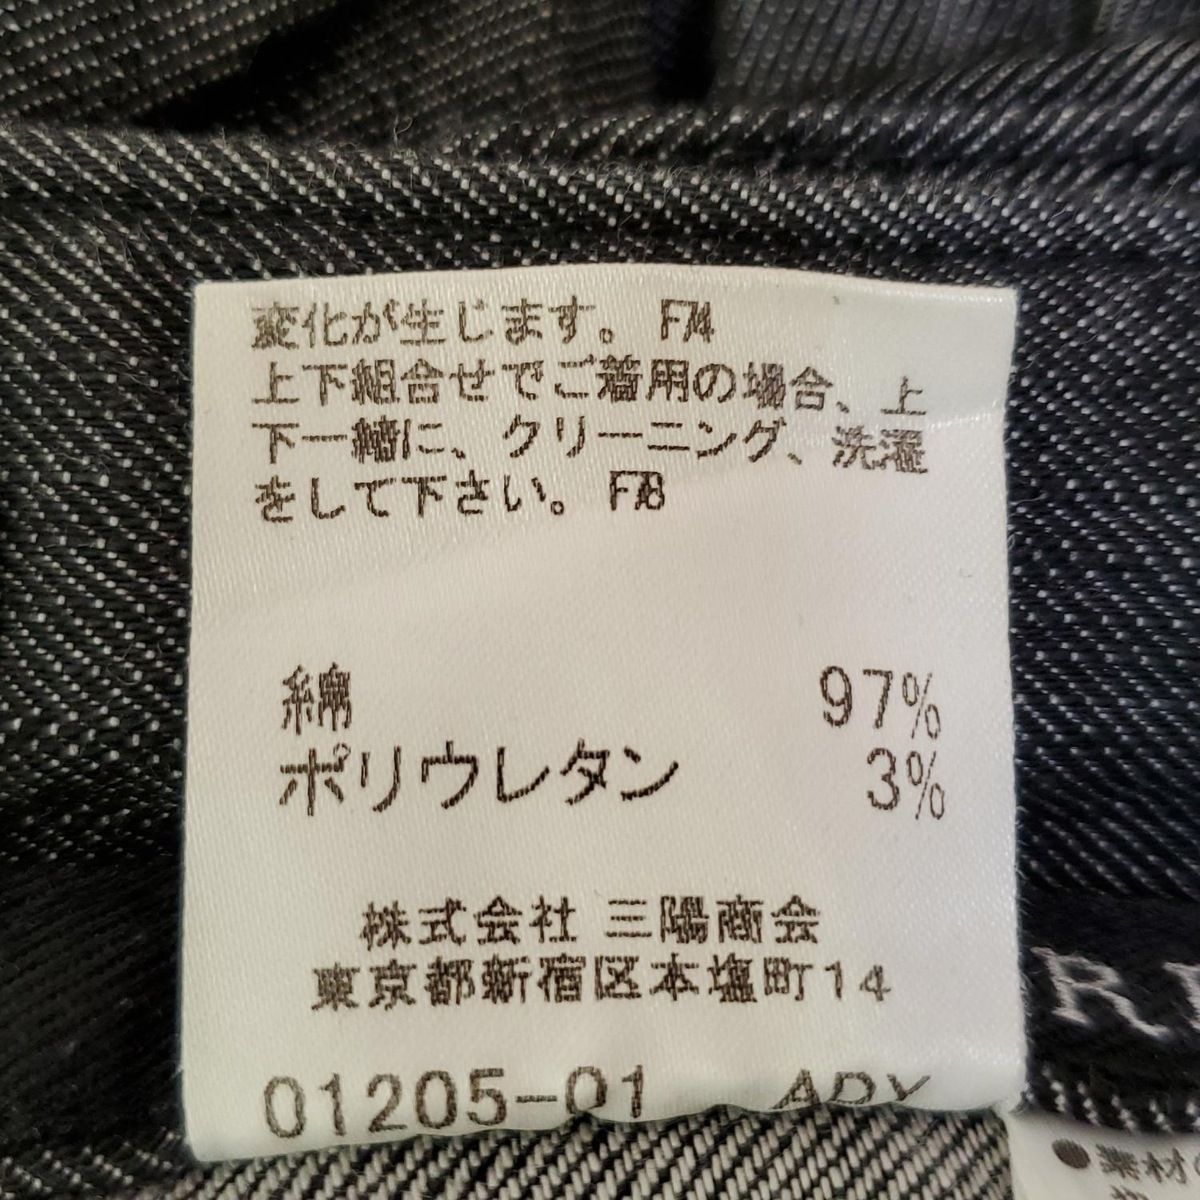 変化が生じます。 F74
上下組合せでご着用の場合、上
下一緒に、クリーニング、洗濯
をして下さい。 F78
綿 97%
ポリウレタン 3%
株式会社 三陽商会
東京都新宿区本塩町14
01205-01 ADY
R
●素材